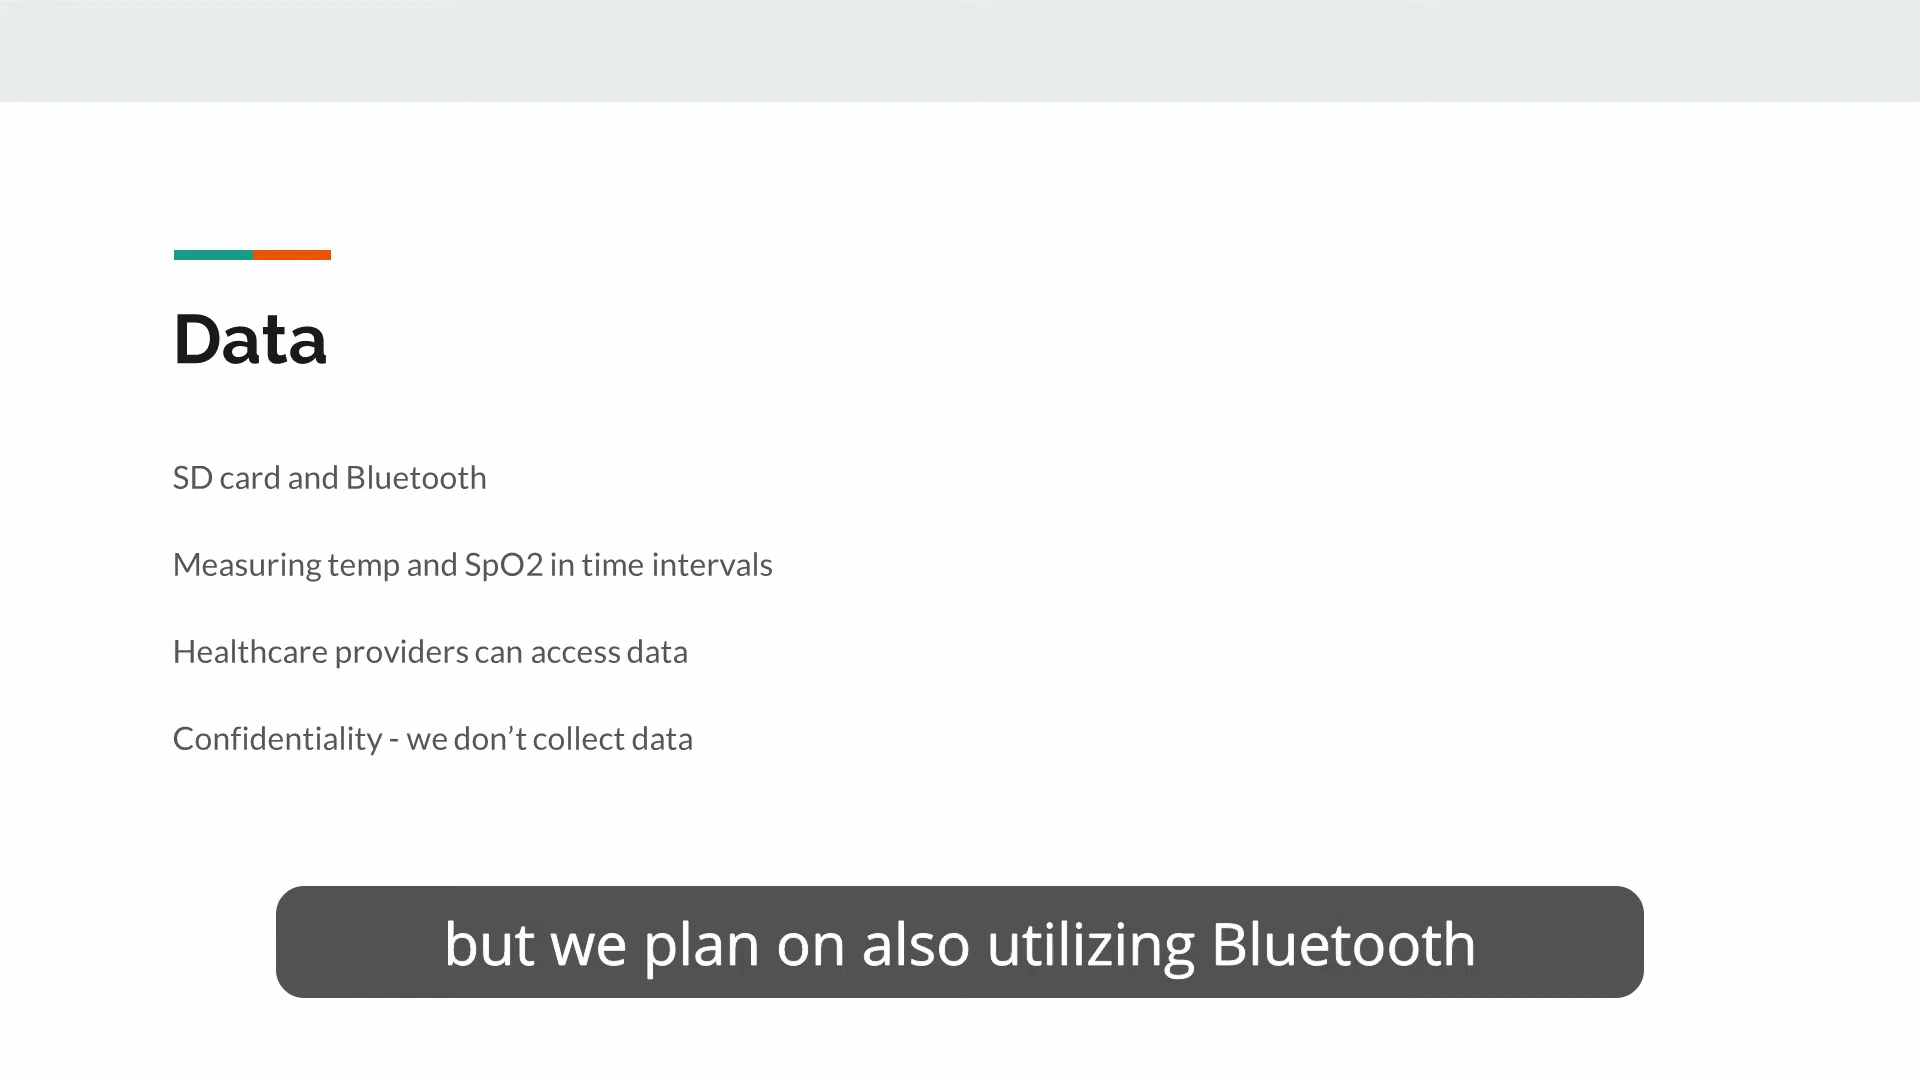 Data
SD card and Bluetooth
Measuring temp and SpO2 in time intervals
Healthcare providers can access data
Confidentiality - we don’t collect data
but we plan on also utilizing Bluetooth